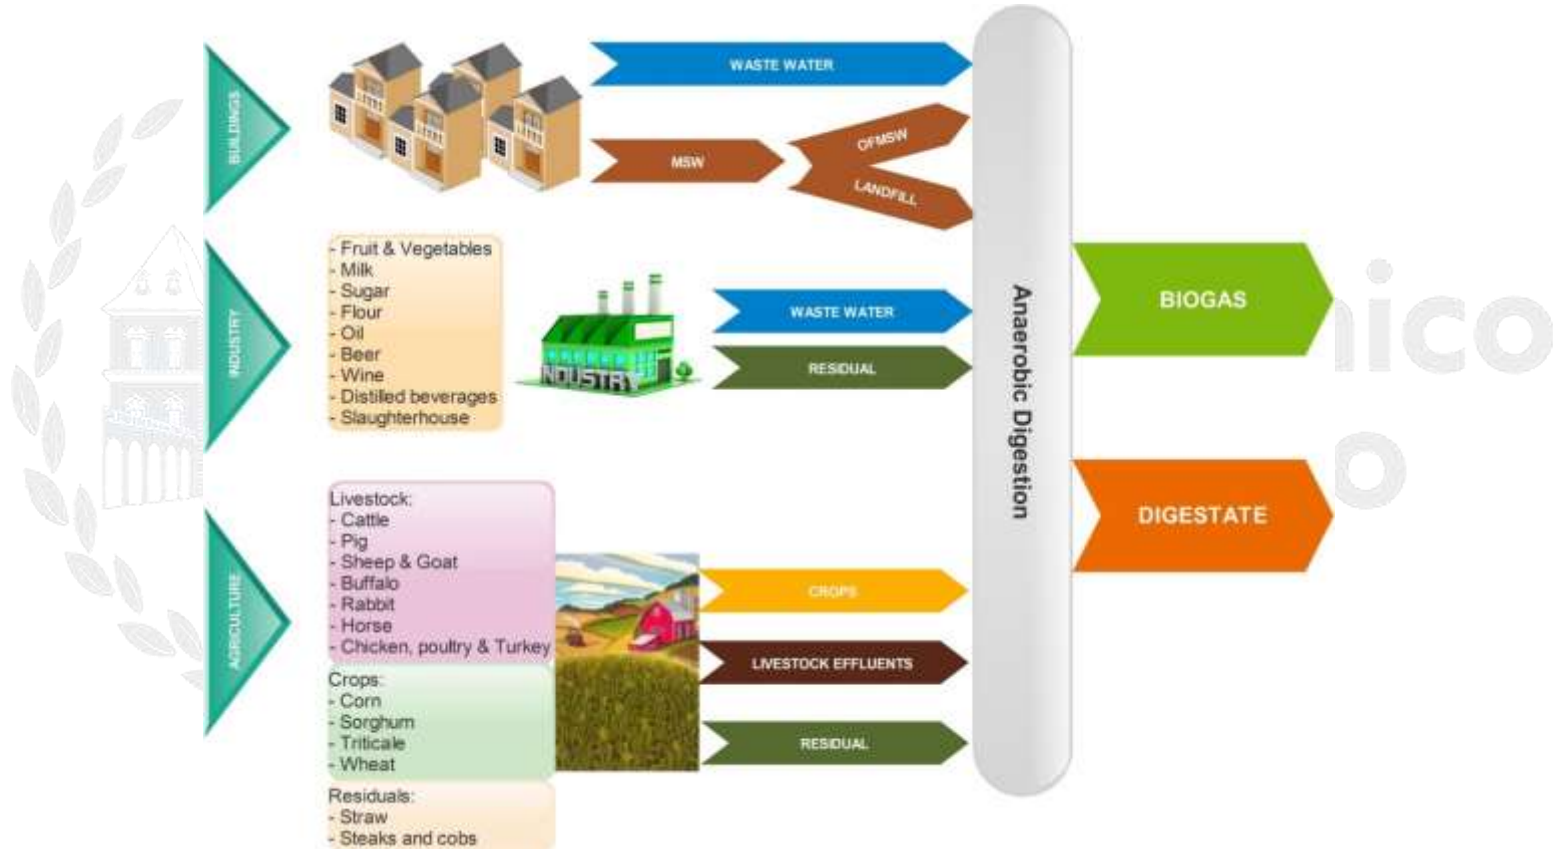 BUILDINGS
WASTE WATER
MSW
OFMSW
LANDFILL
INDUSTRY
- Fruit & Vegetables
- Milk
- Sugar
- Flour
- Oil
- Beer
- Wine
- Distilled beverages
- Slaughterhouse
INDUSTRY
WASTE WATER
RESIDUAL
AGRICULTURE
Livestock:
- Cattle
- Pig
- Sheep & Goat
- Buffalo
- Rabbit
- Horse
- Chicken, poultry & Turkey
Crops:
- Corn
- Sorghum
- Triticale
- Wheat
Residuals:
- Straw
- Steaks and cobs
CROPS
LIVESTOCK EFFLUENTS
RESIDUAL
Anaerobic Digestion
BIOGAS
DIGESTATE
nico
o